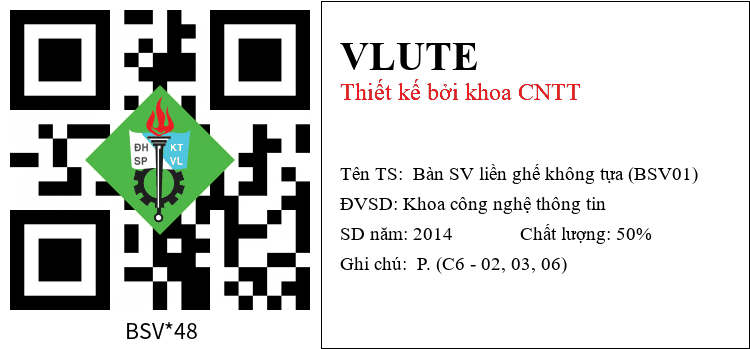 ĐH KT
SP VL
BSV*48
VLUTE
Thiết kế bởi khoa CNTT
Tên TS: Bàn SV liền ghế không tựa (BSV01)
ĐVSD: Khoa công nghệ thông tin
SD năm: 2014 Chất lượng: 50%
Ghi chú: P. (C6 - 02, 03, 06)